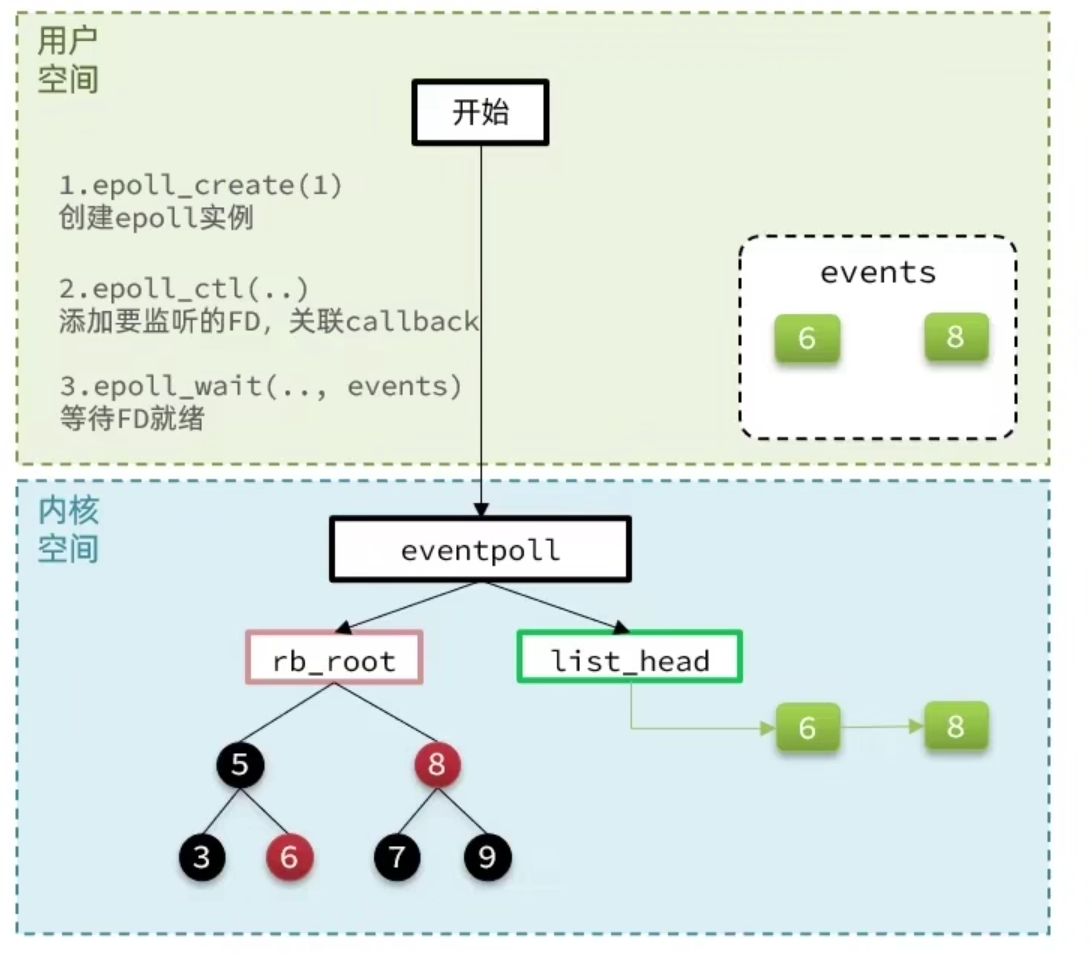 用户
空间
开始
1.epoll_create(1)
创建epoll实例
2.epoll_ctl(..)
添加要监听的FD，关联callback
3.epoll_wait(.., events)
等待FD就绪
events
6
8
内核
空间
eventpoll
rb_root
list_head
6
8
5
8
3
6
7
9